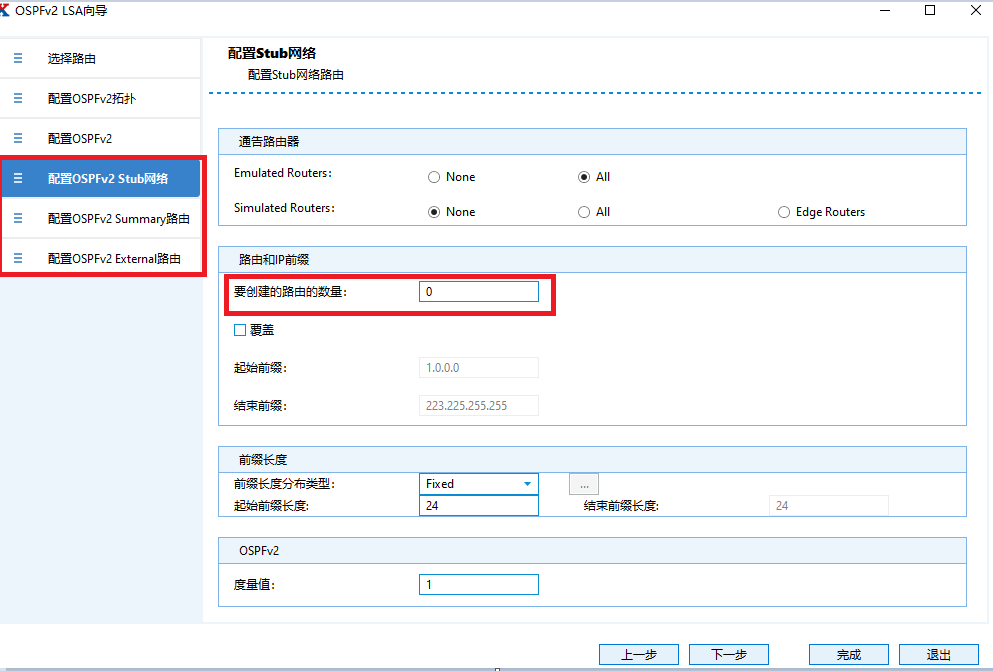 OSPFv2 LSA向导
选择路由
配置OSPFv2拓扑
配置OSPFv2
配置OSPFv2 Stub网络
配置OSPFv2 Summary路由
配置OSPFv2 External路由
配置Stub网络
配置Stub网络路由
通告路由器
Emulated Routers: None All
Simulated Routers: None All Edge Routers
路由和IP前缀
要创建的路由的数量: 0
覆盖
起始前缀: 1.0.0.0
结束前缀: 223.225.255.255
前缀长度
前缀长度分布类型: Fixed ...
起始前缀长度: 24 结束前缀长度: 24
OSPFv2
度量值: 1
上一步 下一步 完成 退出